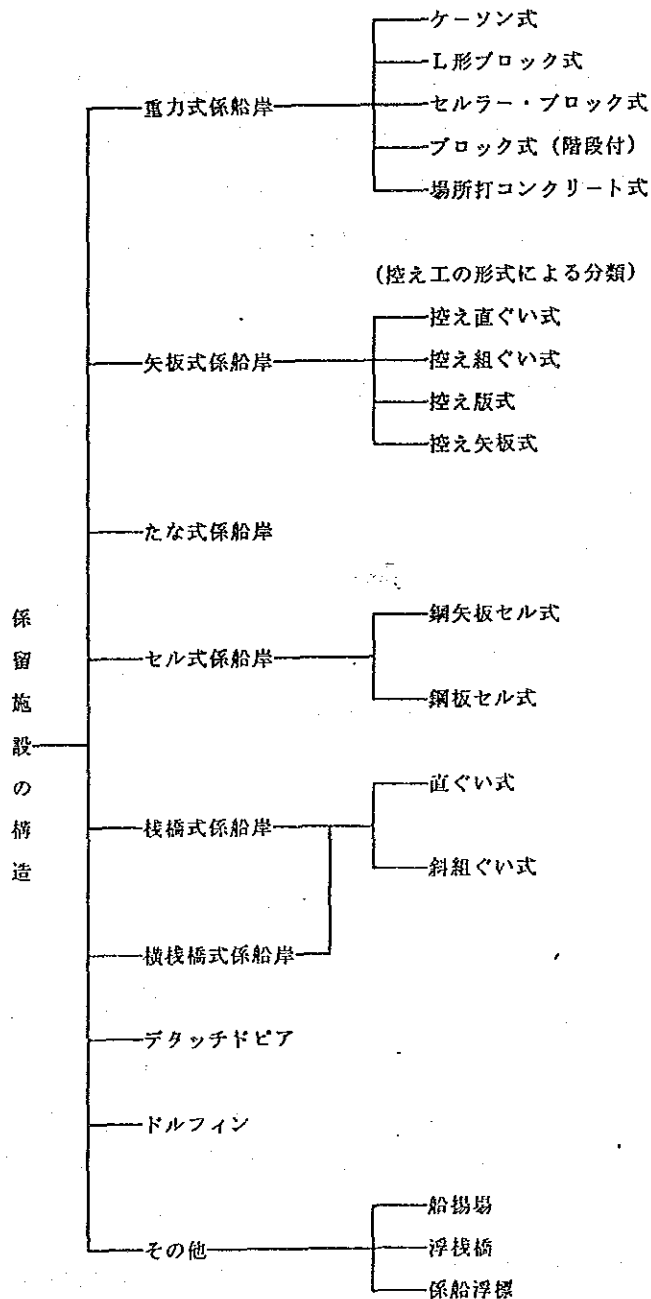 係留施設の構造
重力式係船岸
ケーソン式
L形ブロック式
セルラー・ブロック式
ブロック式(階段付)
場所打コンクリート式
矢板式係船岸
(控え工の形式による分類)
控え直ぐい式
控え組ぐい式
控え版式
控え矢板式
たな式係船岸
セル式係船岸
鋼矢板セル式
鋼板セル式
桟橋式係船岸
直ぐい式
斜組ぐい式
横桟橋式係船岸
デタッチドピア
ドルフィン
その他
船揚場
浮桟橋
係船浮標